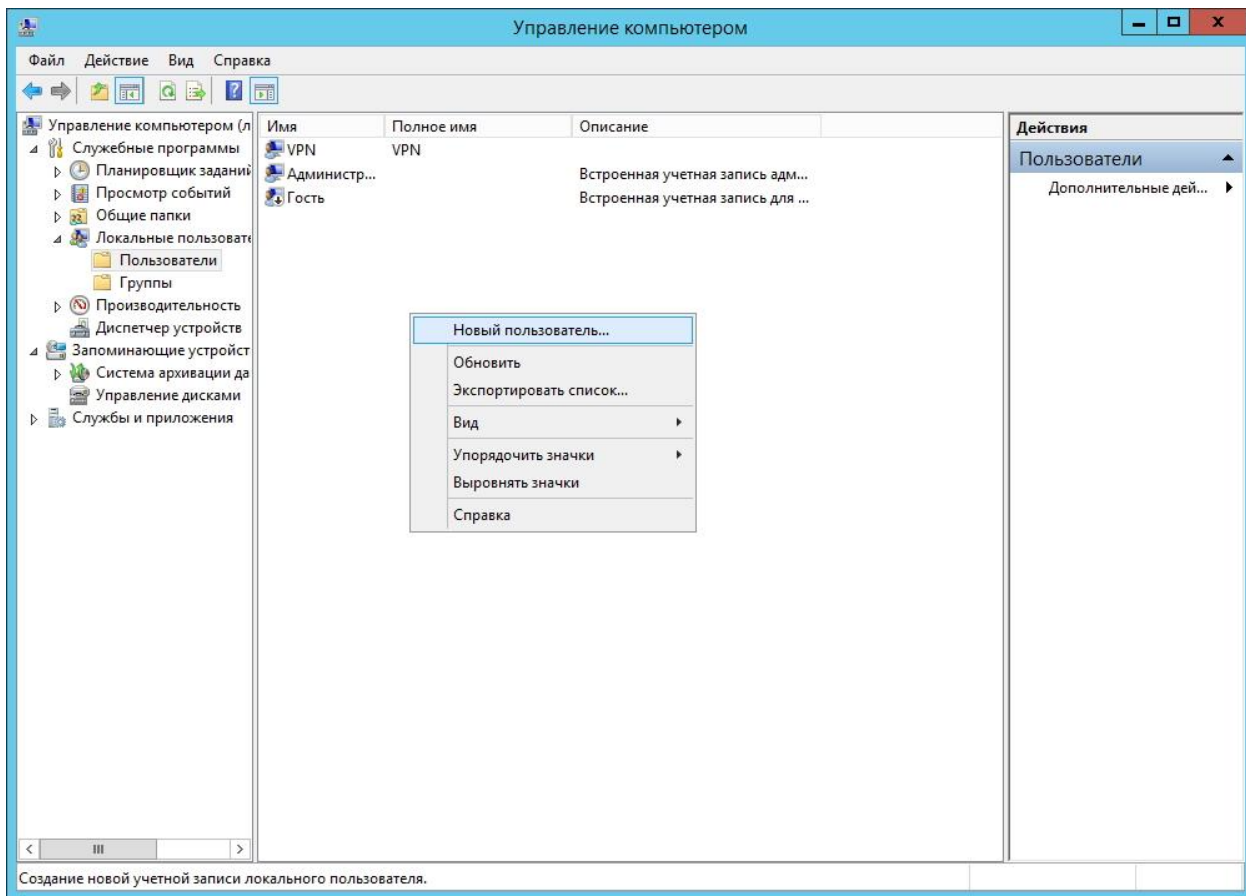 Управление компьютером
Файл Действие Вид Справка
Управление компьютером (л
Служебные программы
Планировщик заданий
Просмотр событий
Общие папки
Локальные пользовате
Пользователи
Группы
Производительность
Диспетчер устройств
Запоминающие устройст
Система архивации да
Управление дисками
Службы и приложения
Имя Полное имя Описание
VPN VPN
Администр... Встроенная учетная запись адм...
Гость Встроенная учетная запись для ...
Новый пользователь...
Обновить
Экспортировать список...
Вид
Упорядочить значки
Выровнять значки
Справка
Действия
Пользователи
Дополнительные дей...
Создание новой учетной записи локального пользователя.